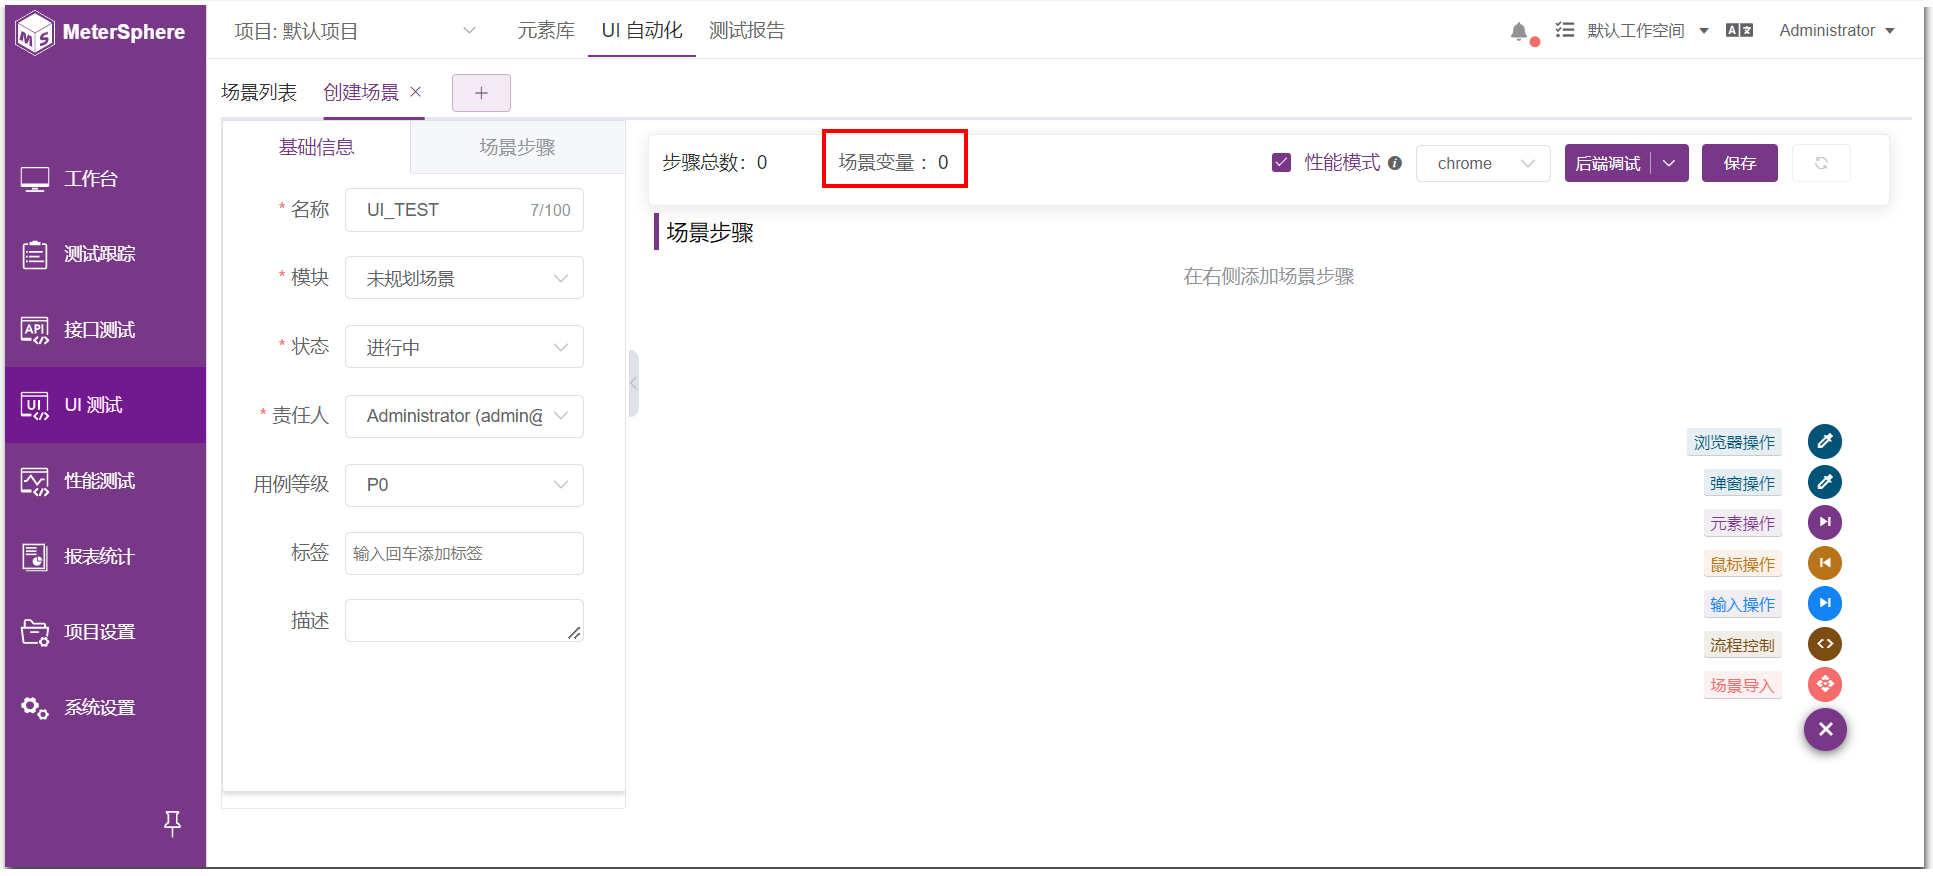 MeterSphere
项目: 默认项目
元素库
UI 自动化
测试报告
默认工作空间
Administrator
场景列表
创建场景
工作台
测试跟踪
接口测试
UI 测试
性能测试
报表统计
项目设置
系统设置
基础信息
场景步骤
* 名称
UI_TEST
7/100
* 模块
未规划场景
* 状态
进行中
* 责任人
Administrator (admin@
用例等级
P0
标签
输入回车添加标签
描述
步骤总数: 0
场景变量 : 0
性能模式
chrome
后端调试
保存
场景步骤
在右侧添加场景步骤
浏览器操作
弹窗操作
元素操作
鼠标操作
输入操作
流程控制
场景导入